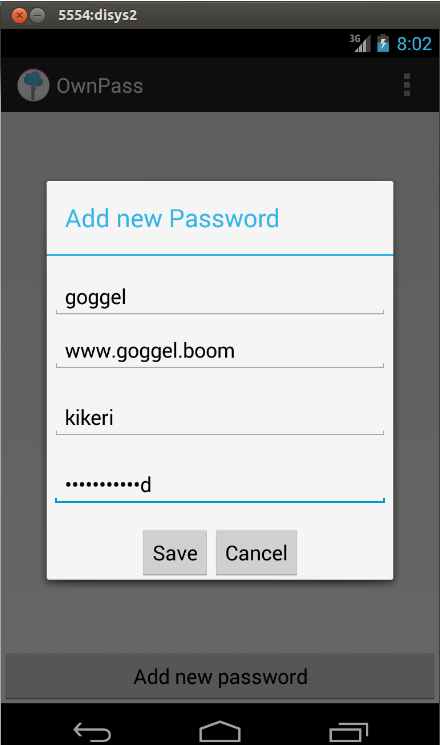 5554:disys2
3G 8:02
OwnPass
Add new Password
goggel
www.goggel.boom
kikeri
•••••••••••d
Save Cancel
Add new password